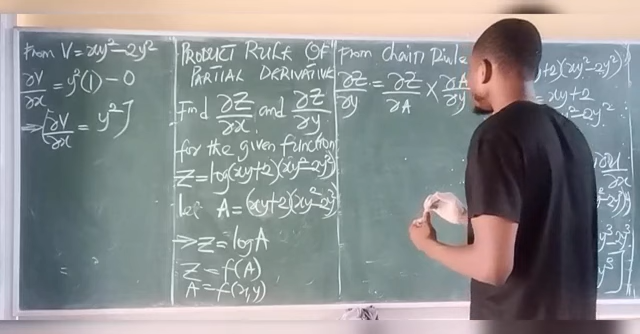 From V = xy² - 2y²
∂V/∂x = y²(1) - 0
⇒ [∂V/∂x = y²]
PRODUCT RULE OF
PARTIAL DERIVATIVE
Find ∂Z/∂x and ∂Z/∂y
for the given function
Z = log(xy+2)(xy²-2y²)
let A = (xy+2)(xy²-2y²)
⇒ Z = log A
Z = f(A)
A = f(x,y)
From chain Rule
∂Z/∂y = ∂Z/∂A × ∂A/∂y
y+2)(xy²-2y²)
= xy+2
²-2y²
∂u/∂x